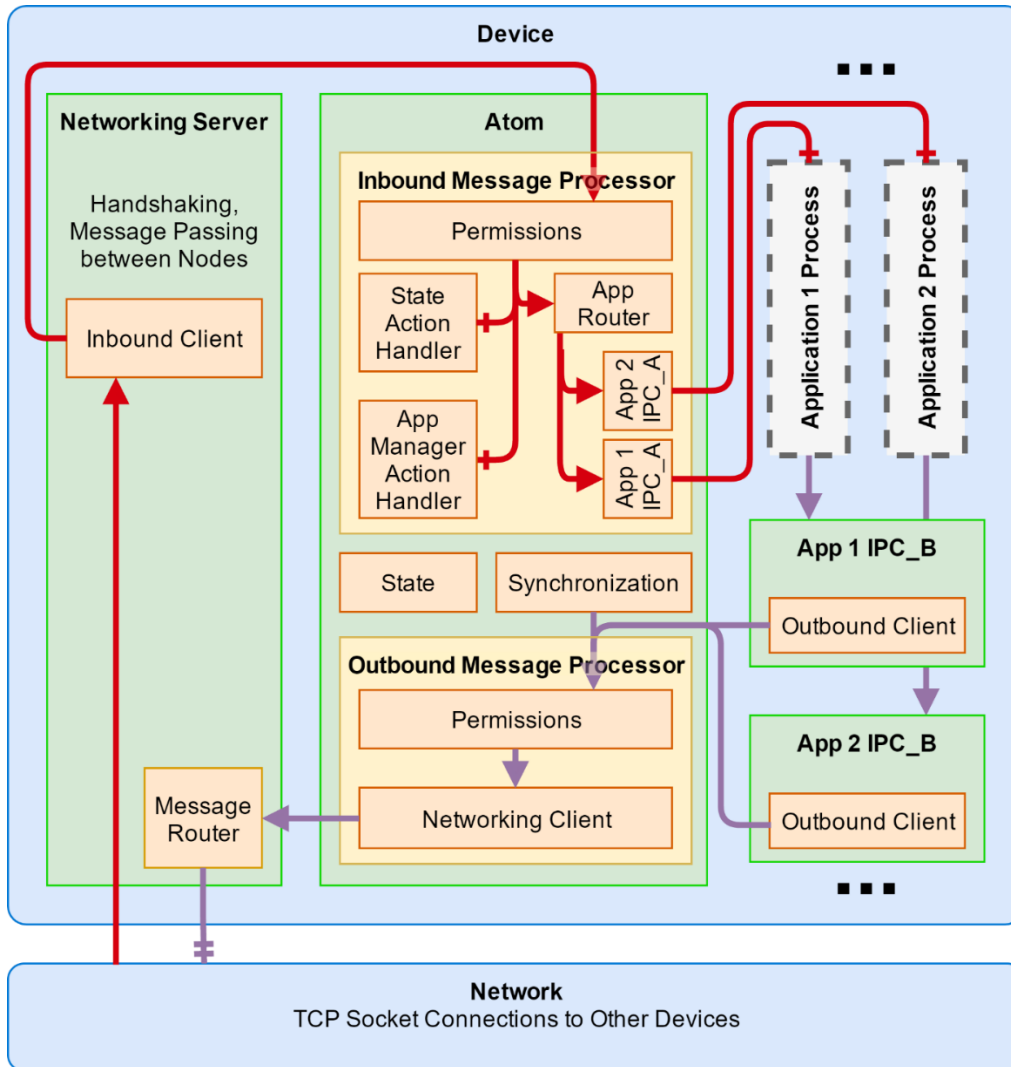 Device
Networking Server
Handshaking,
Message Passing
between Nodes
Inbound Client
Message
Router
Atom
Inbound Message Processor
Permissions
State
Action
Handler
App
Router
App 2
IPC_A
App
Manager
Action
Handler
App 1
IPC_A
State
Synchronization
Outbound Message Processor
Permissions
Networking Client
Application 1 Process
Application 2 Process
App 1 IPC_B
Outbound Client
App 2 IPC_B
Outbound Client
Network
TCP Socket Connections to Other Devices